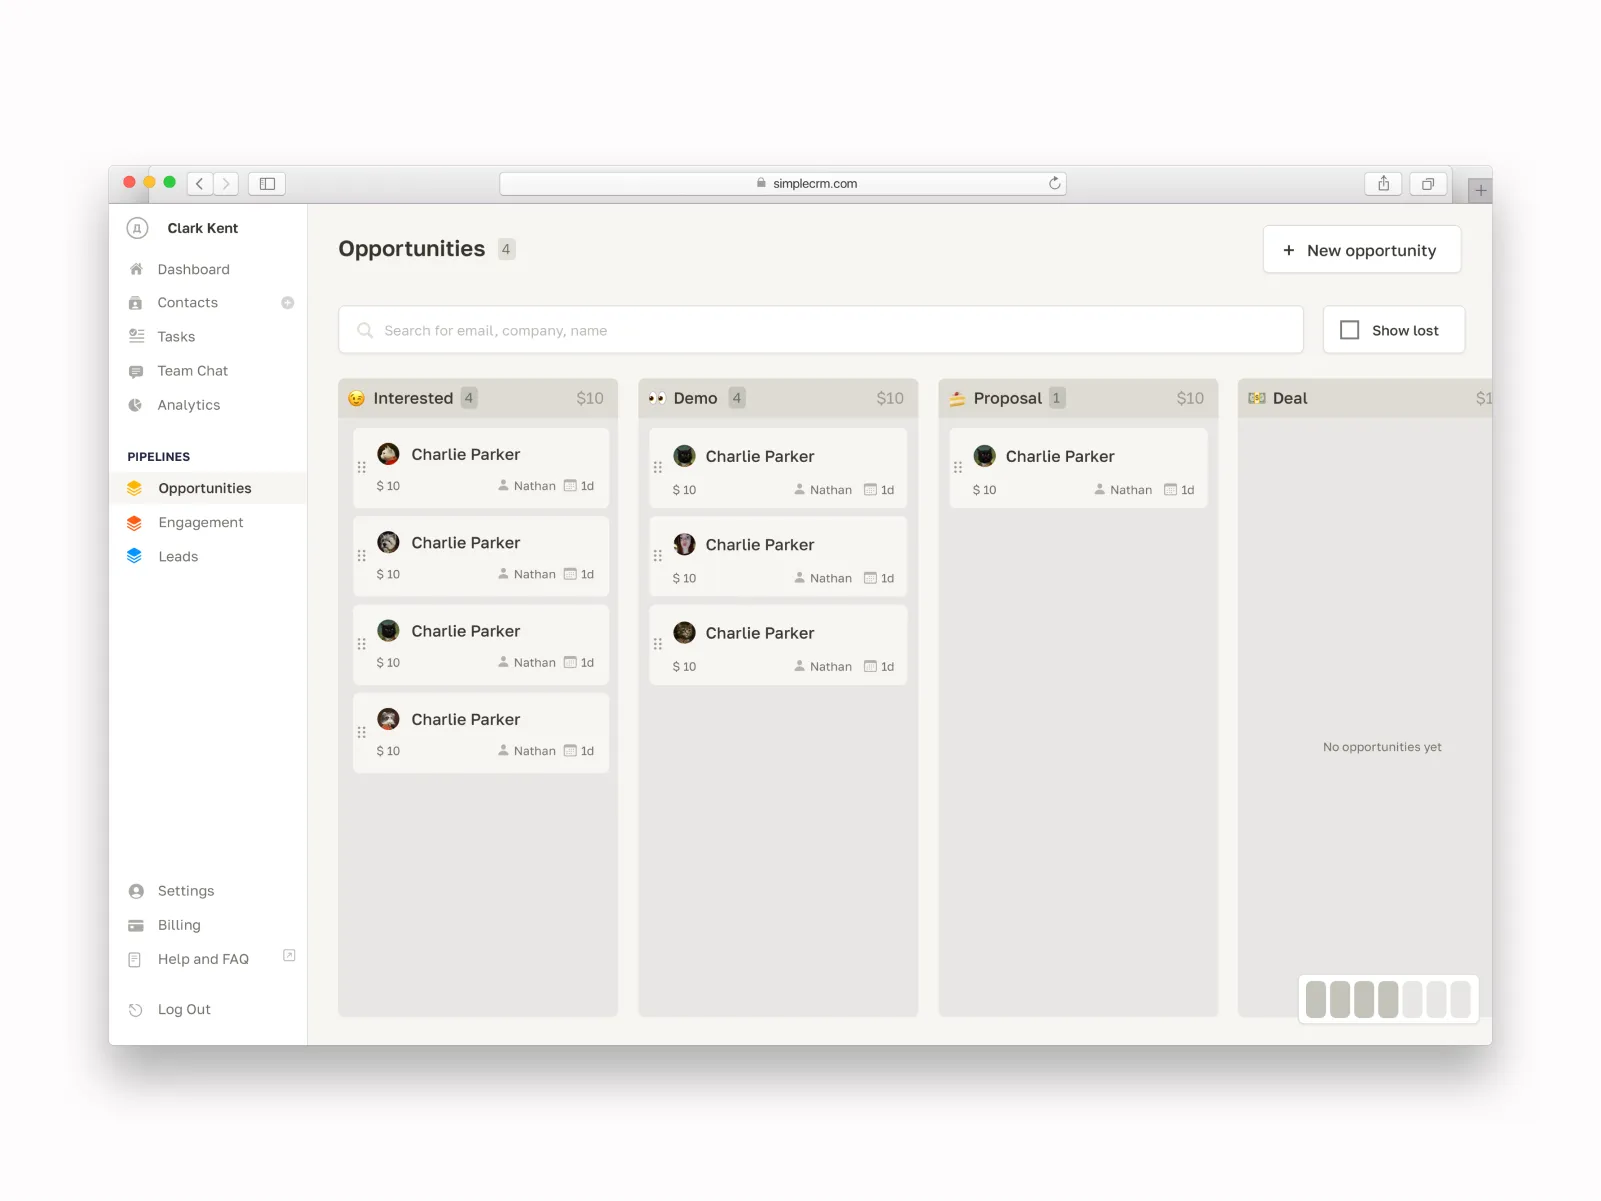 simplecrm.com
Д
Clark Kent
Dashboard
Contacts
Tasks
Team Chat
Analytics
PIPELINES
Opportunities
Engagement
Leads
Settings
Billing
Help and FAQ
Log Out
Opportunities 4
+ New opportunity
Search for email, company, name
Show lost
Interested 4 $10
Charlie Parker
$ 10 Nathan 1d
Charlie Parker
$ 10 Nathan 1d
Charlie Parker
$ 10 Nathan 1d
Charlie Parker
$ 10 Nathan 1d
Demo 4 $10
Charlie Parker
$ 10 Nathan 1d
Charlie Parker
$ 10 Nathan 1d
Charlie Parker
$ 10 Nathan 1d
Proposal 1 $10
Charlie Parker
$ 10 Nathan 1d
Deal $1
No opportunities yet